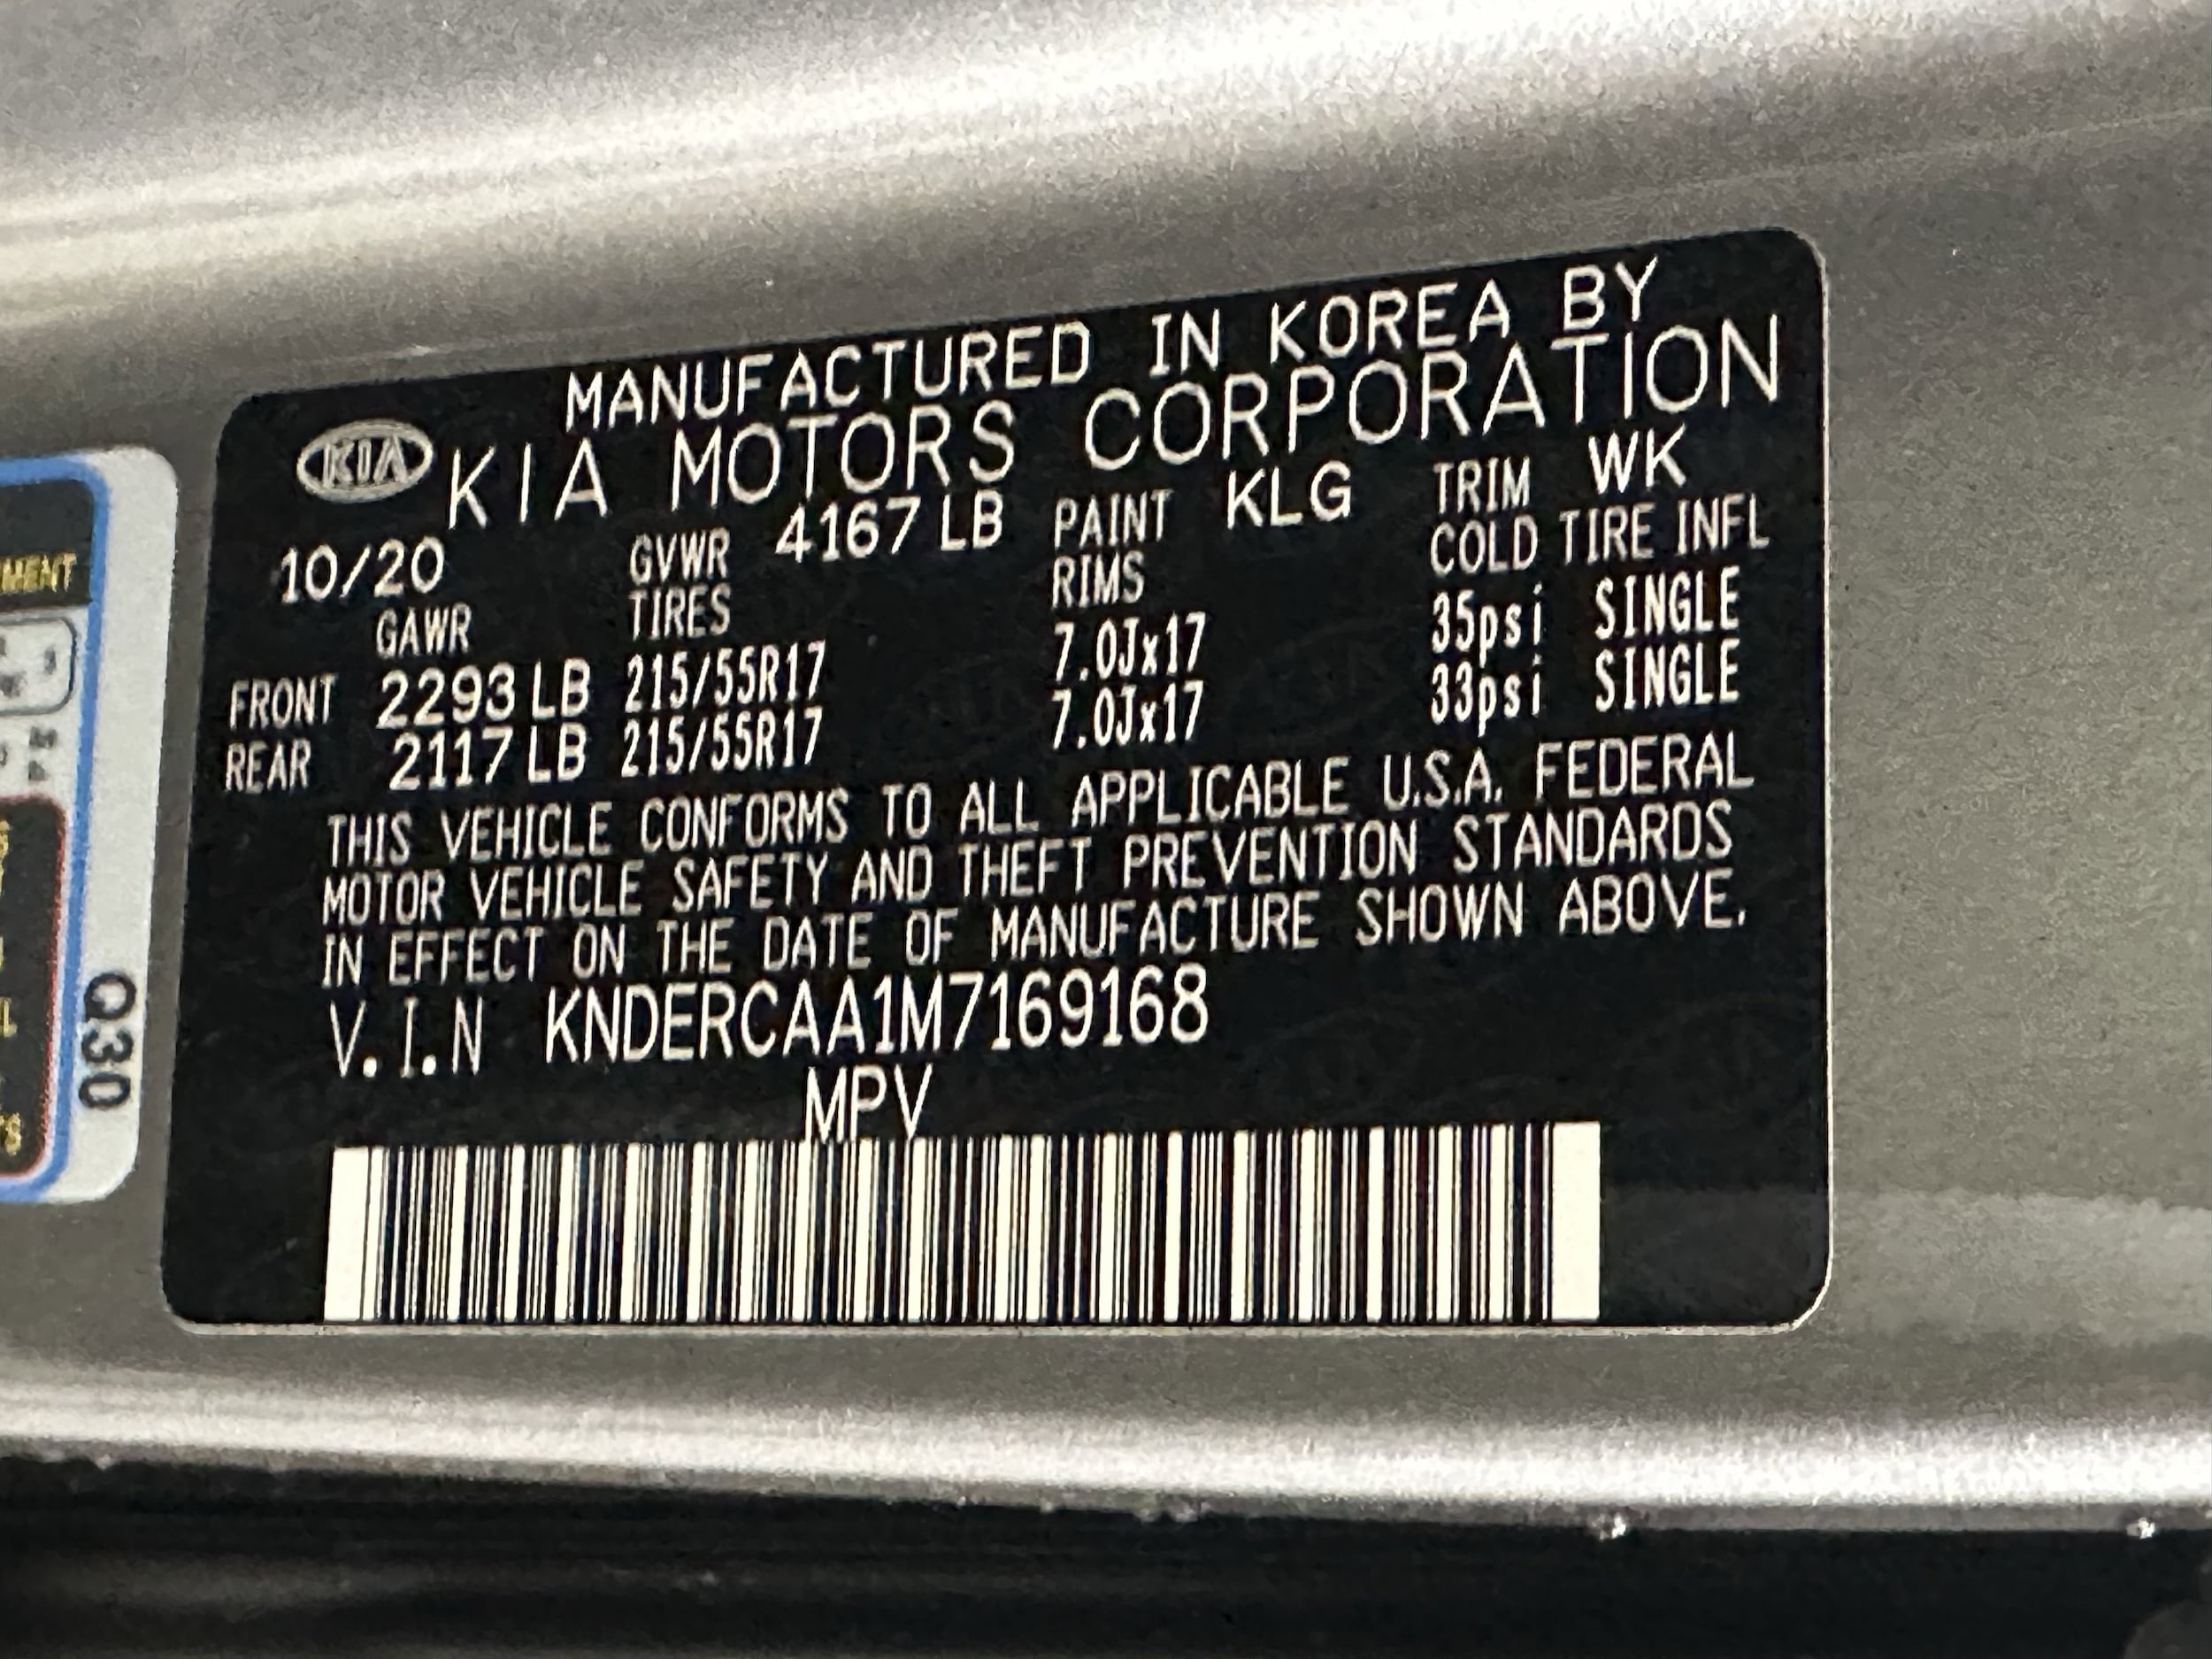 MANUFACTURED IN KOREA BY
KIA KIA MOTORS CORPORATION
10/20 GVWR 4167 LB PAINT KLG TRIM WK
GAWR TIRES RIMS COLD TIRE INFL
FRONT 2293 LB 215/55R17 7.0Jx17 35psi SINGLE
REAR 2117 LB 215/55R17 7.0Jx17 33psi SINGLE
THIS VEHICLE CONFORMS TO ALL APPLICABLE U.S.A. FEDERAL
MOTOR VEHICLE SAFETY AND THEFT PREVENTION STANDARDS
IN EFFECT ON THE DATE OF MANUFACTURE SHOWN ABOVE.
V.I.N KNDERCAA1M7169168
MPV
Q30